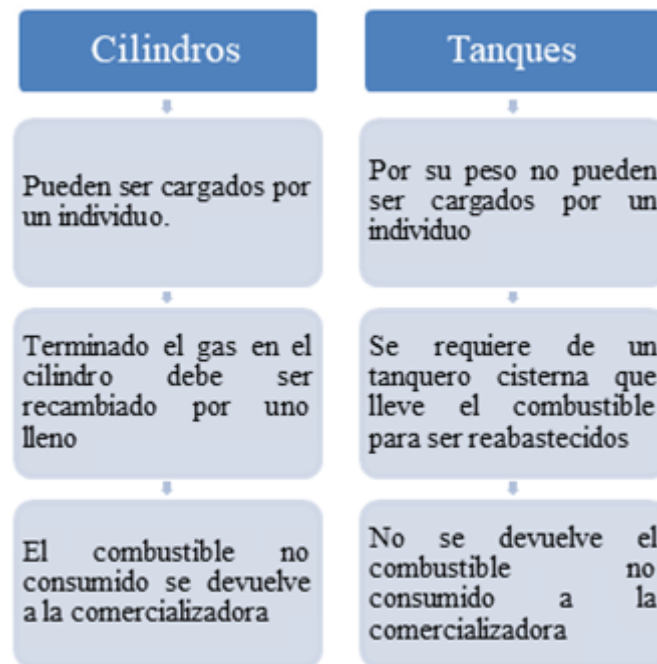 Cilindros
Pueden ser cargados por
un individuo.
Terminado el gas en el
cilindro debe ser
recambiado por uno
lleno
El combustible no
consumido se devuelve
a la comercializadora
Tanques
Por su peso no pueden
ser cargados por un
individuo
Se requiere de un
tanquero cisterna que
lleve el combustible
para ser reabastecidos
No se devuelve el
combustible no
consumido a la
comercializadora